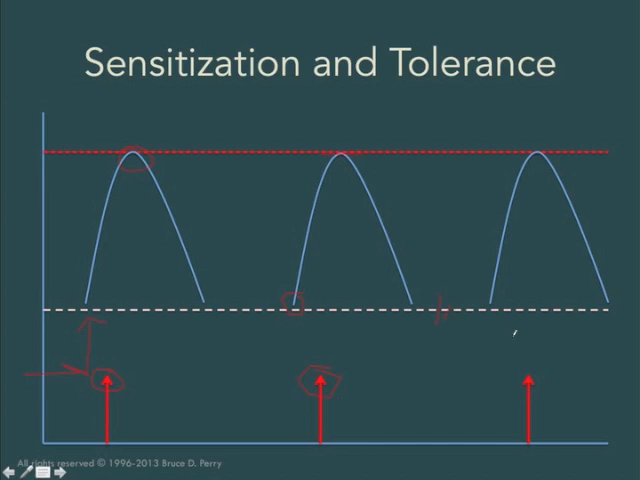 Sensitization and Tolerance
All rights reserved © 1996-2013 Bruce D. Perry